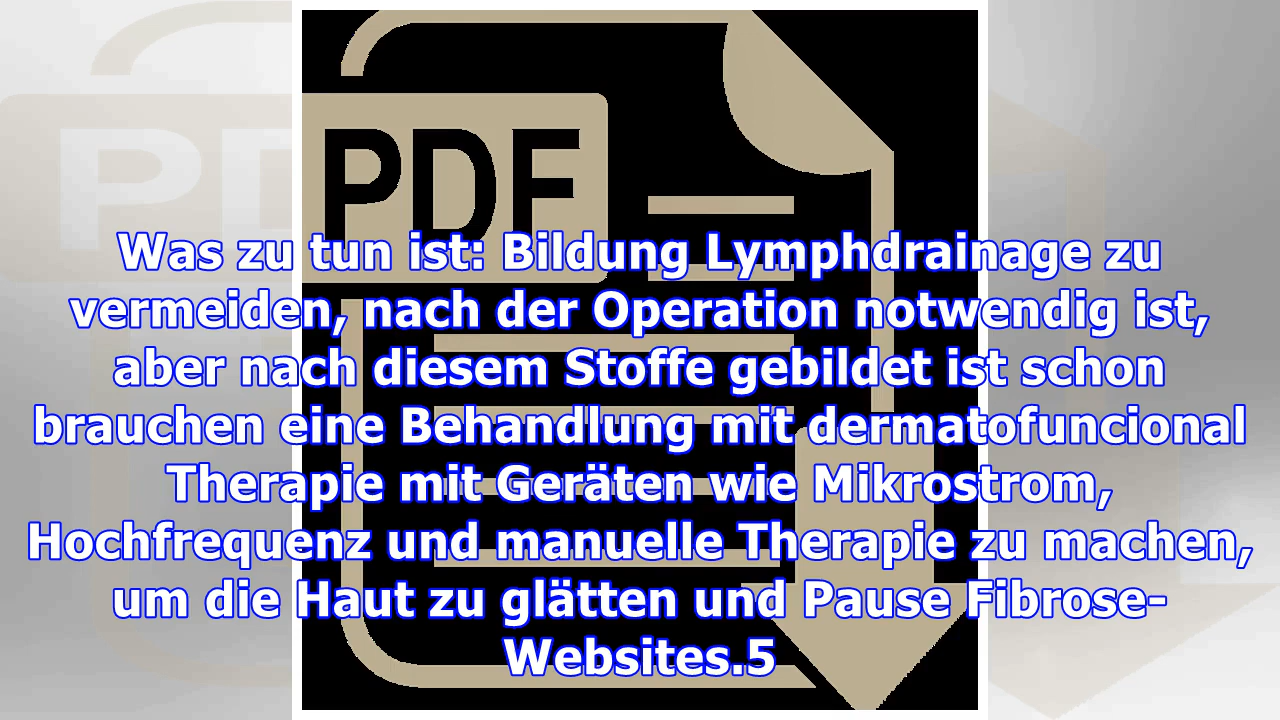 PDF
Was zu tun ist: Bildung Lymphdrainage zu
vermeiden, nach der Operation notwendig ist,
aber nach diesem Stoffe gebildet ist schon
brauchen eine Behandlung mit dermatofuncional
Therapie mit Geräten wie Mikrostrom,
Hochfrequenz und manuelle Therapie zu machen,
um die Haut zu glätten und Pause Fibrose-
Websites.5